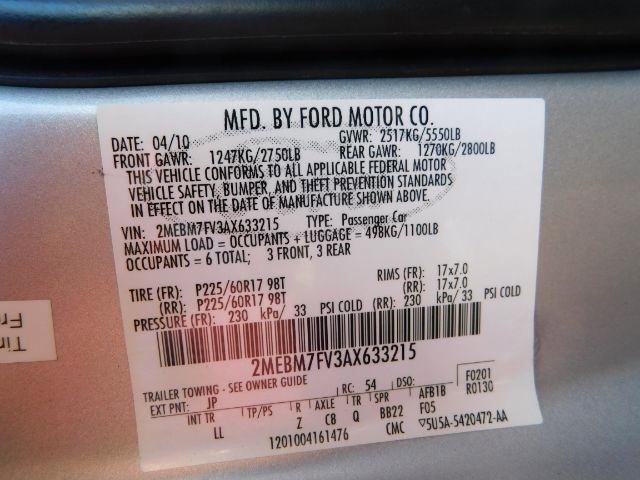 MFD. BY FORD MOTOR CO.
DATE: 04/10 GVWR: 2517KG/5550LB
FRONT GAWR: 1247KG/2750LB REAR GAWR: 1270KG/2800LB
THIS VEHICLE CONFORMS TO ALL APPLICABLE FEDERAL MOTOR
VEHICLE SAFETY, BUMPER, AND THEFT PREVENTION STANDARDS
IN EFFECT ON THE DATE OF MANUFACTURE SHOWN ABOVE.
VIN: 2MEBM7FV3AX633215 TYPE: Passenger Car
MAXIMUM LOAD = OCCUPANTS + LUGGAGE = 498KG/1100LB
OCCUPANTS = 6 TOTAL; 3 FRONT, 3 REAR
TIRE (FR): P225/60R17 98T RIMS (FR): 17x7.0
(RR): P225/60R17 98T (RR): 17x7.0
PRESSURE (FR): 230 kPa/ 33 PSI COLD (RR): 230 kPa/ 33 PSI COLD
2MEBM7FV3AX633215
TRAILER TOWING - SEE OWNER GUIDE RC: 54 DSO: F0201
EXT PNT: JP AFB1B R0130
INT TR TP/PS R AXLE TR SPR F05
LL Z C8 Q BB22
1201004161476 CMC ▽5U5A-5420472-AA
Tir
Fr